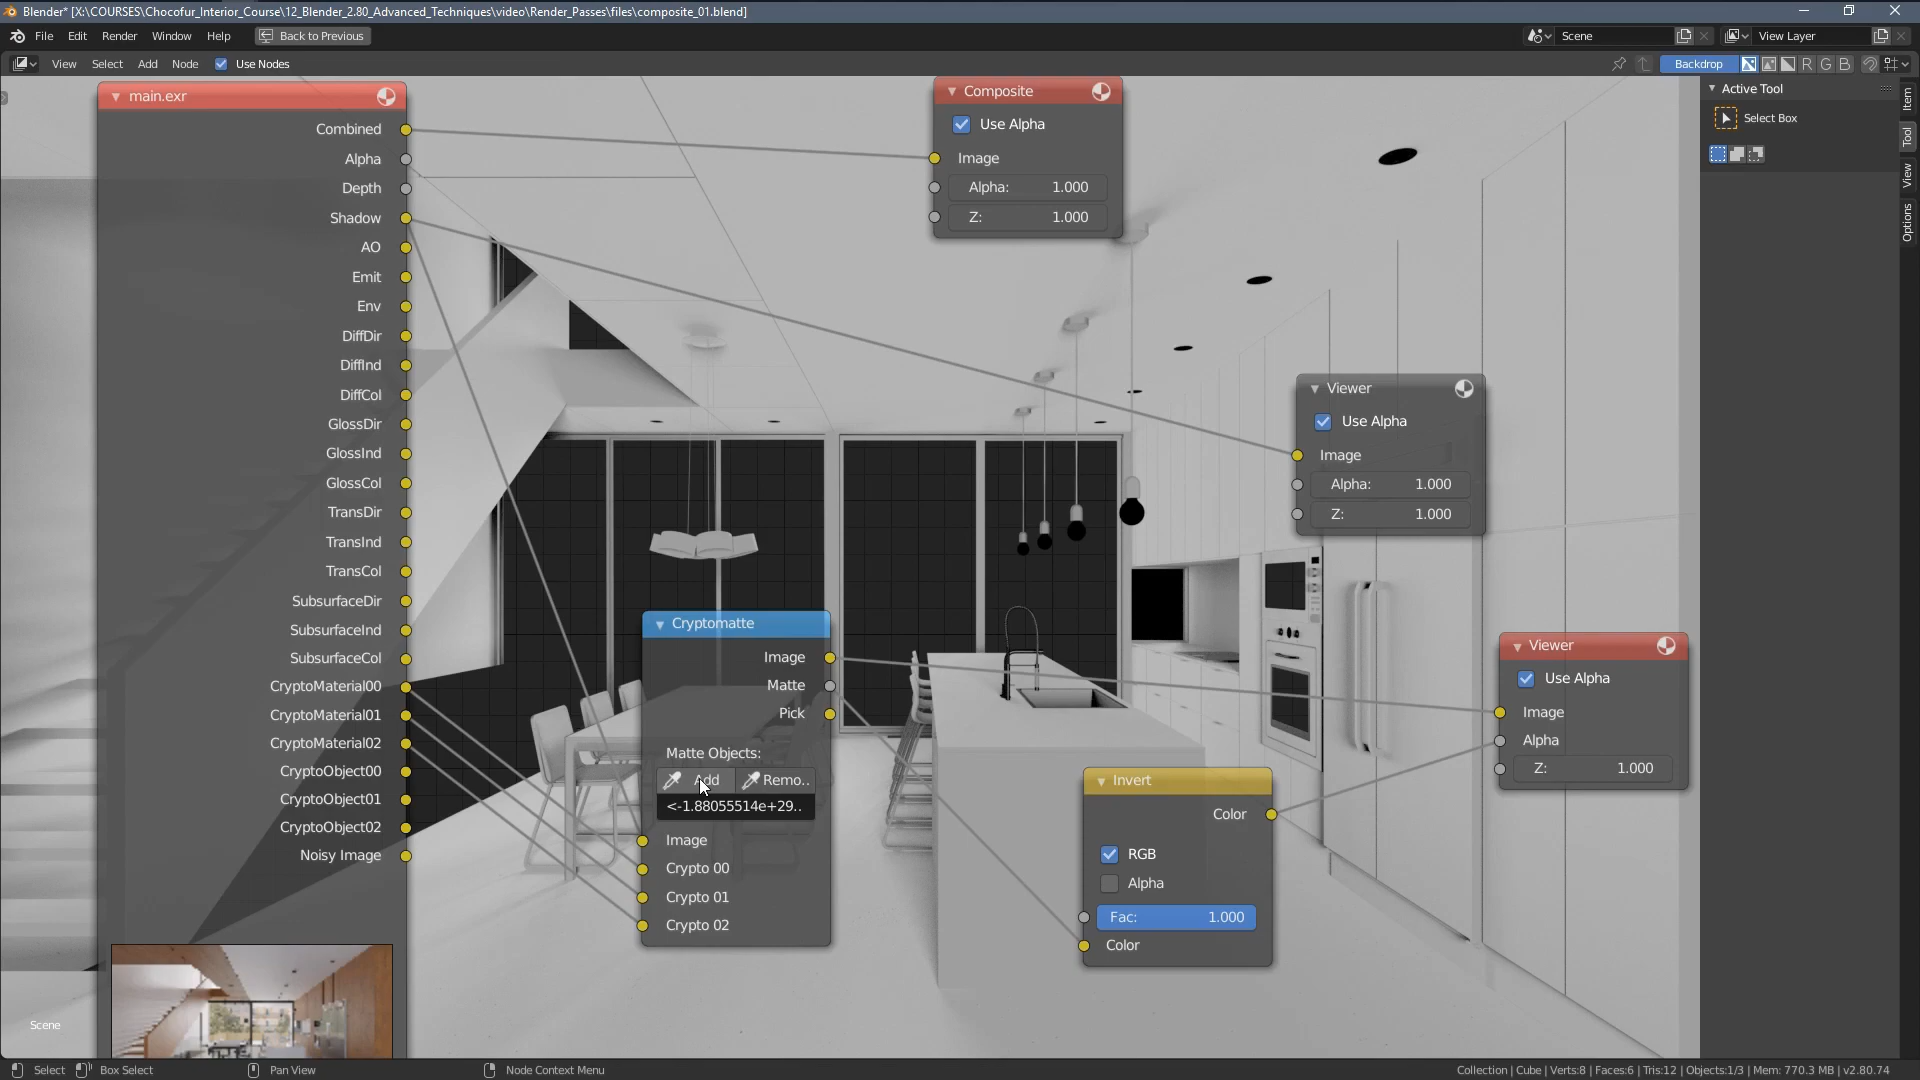 Blender* [X:\COURSES\Chocofur_Interior_Course\12_Blender_2.80_Advanced_Techniques\video\Render_Passes\files\composite_01.blend]
File Edit Render Window Help Back to Previous Scene View Layer
View Select Add Node Use Nodes Backdrop R G B
main.exr
Combined
Alpha
Depth
Shadow
AO
Emit
Env
DiffDir
DiffInd
DiffCol
GlossDir
GlossInd
GlossCol
TransDir
TransInd
TransCol
SubsurfaceDir
SubsurfaceInd
SubsurfaceCol
CryptoMaterial00
CryptoMaterial01
CryptoMaterial02
CryptoObject00
CryptoObject01
CryptoObject02
Noisy Image
Composite
Use Alpha
Image
Alpha: 1.000
Z: 1.000
Viewer
Use Alpha
Image
Alpha: 1.000
Z: 1.000
Cryptomatte
Image
Matte
Pick
Matte Objects:
Add Remo..
<-1.88055514e+29..
Image
Crypto 00
Crypto 01
Crypto 02
Invert
Color
RGB
Alpha
Fac: 1.000
Color
Viewer
Use Alpha
Image
Alpha
Z: 1.000
Active Tool
Select Box
Item
Tool
View
Options
Scene
Select Box Select Pan View Node Context Menu Collection | Cube | Verts:8 | Faces:6 | Tris:12 | Objects:1/3 | Mem: 770.3 MB | v2.80.74